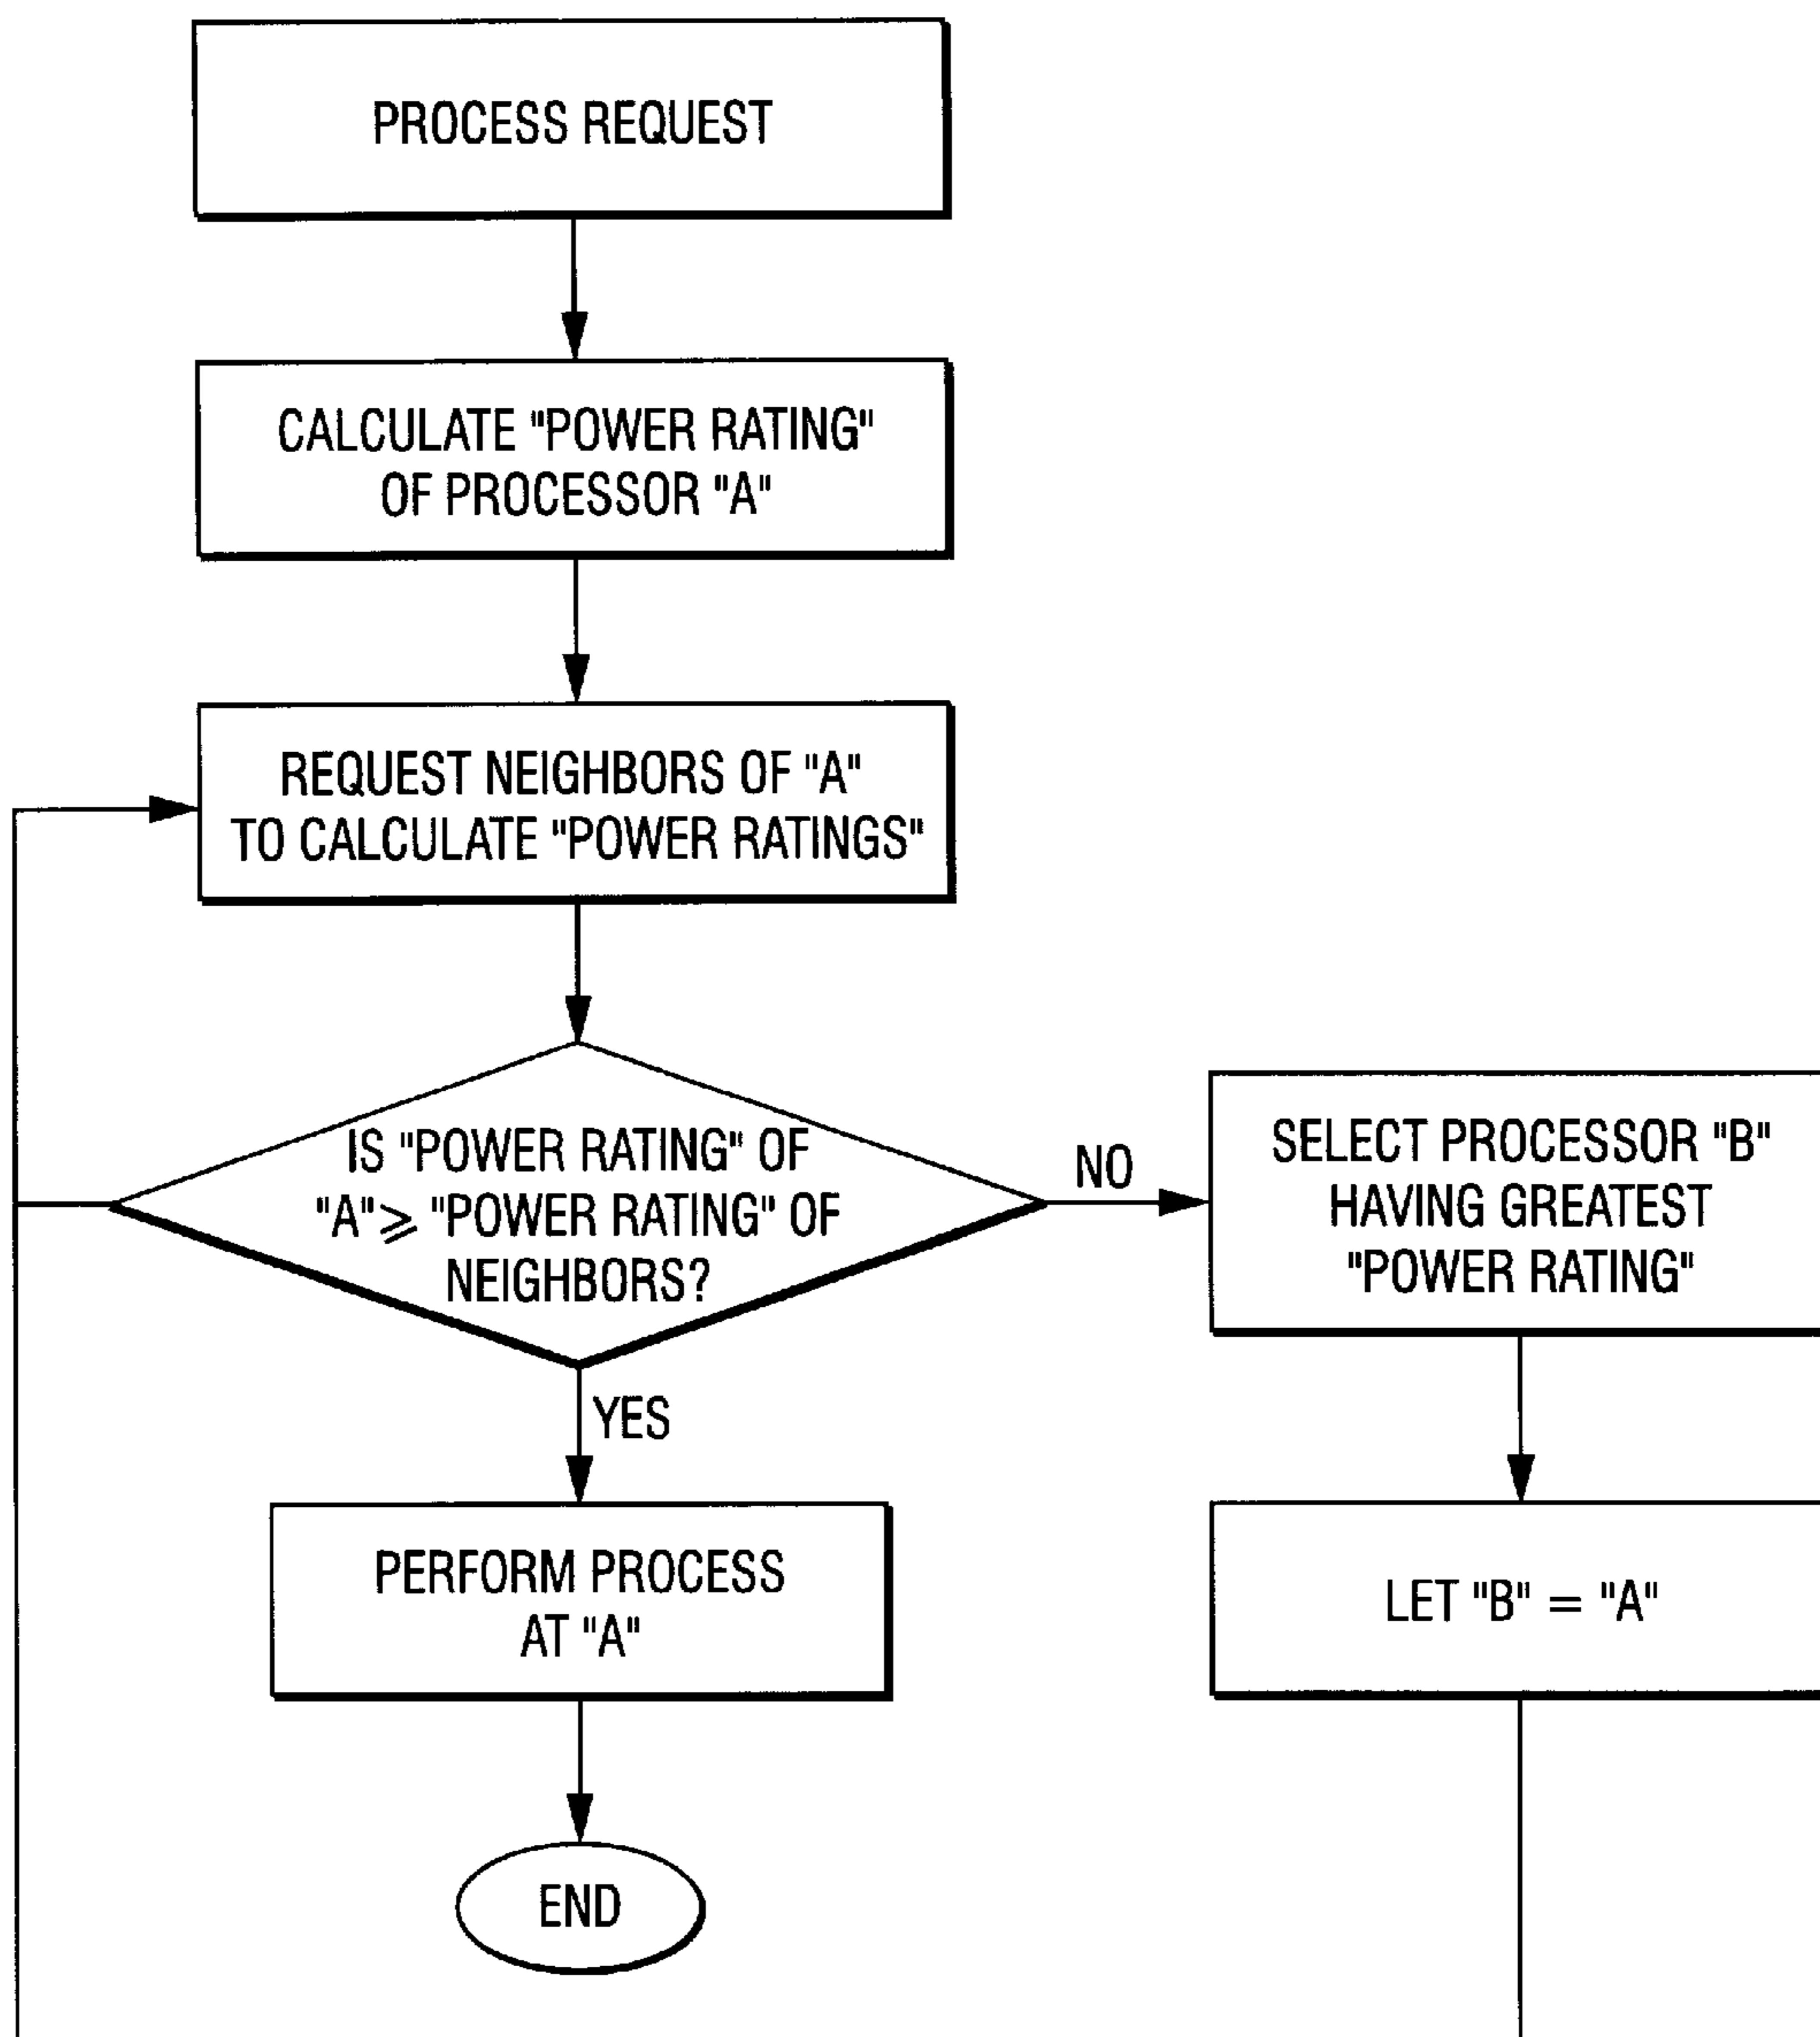 PROCESS REQUEST
CALCULATE "POWER RATING"
OF PROCESSOR "A"
REQUEST NEIGHBORS OF "A"
TO CALCULATE "POWER RATINGS"
IS "POWER RATING" OF
"A"⩾ "POWER RATING" OF
NEIGHBORS?
NO
SELECT PROCESSOR "B"
HAVING GREATEST
"POWER RATING"
YES
PERFORM PROCESS
AT "A"
LET "B" = "A"
END